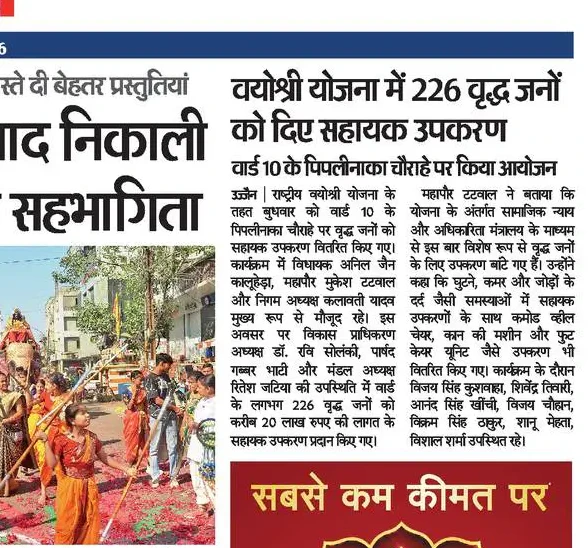 6
स्ते दी बेहतर प्रस्तुतियां
ाद निकाली
सहभागिता
वयोश्री योजना में 226 वृद्ध जनों
को दिए सहायक उपकरण
वार्ड 10 के पिपलीनाका चौराहे पर किया आयोजन
उज्जैन | राष्ट्रीय वयोश्री योजना के
तहत बुधवार को वार्ड 10 के
पिपलीनाका चौराहे पर वृद्ध जनों को
सहायक उपकरण वितरित किए गए।
कार्यक्रम में विधायक अनिल जैन
कालूहेड़ा, महापौर मुकेश टटवाल
और निगम अध्यक्ष कलावती यादव
मुख्य रूप से मौजूद रहे। इस
अवसर पर विकास प्राधिकरण
अध्यक्ष डॉ. रवि सोलंकी, पार्षद
गब्बर भाटी और मंडल अध्यक्ष
रितेश जटिया की उपस्थिति में वार्ड
के लगभग 226 वृद्ध जनों को
करीब 20 लाख रुपए की लागत के
सहायक उपकरण प्रदान किए गए।
महापौर टटवाल ने बताया कि
योजना के अंतर्गत सामाजिक न्याय
और अधिकारिता मंत्रालय के माध्यम
से इस बार विशेष रूप से वृद्ध जनों
के लिए उपकरण बांटे गए हैं। उन्होंने
कहा कि घुटने, कमर और जोड़ों के
दर्द जैसी समस्याओं में सहायक
उपकरणों के साथ कमोड व्हील
चेयर, कान की मशीन और फुट
केयर यूनिट जैसे उपकरण भी
वितरित किए गए। कार्यक्रम के दौरान
विजय सिंह कुशवाहा, शिवेंद्र तिवारी,
आनंद सिंह खींची, विजय चौहान,
विक्रम सिंह ठाकुर, शानू मेहता,
विशाल शर्मा उपस्थित रहे।
सबसे कम कीमत पर